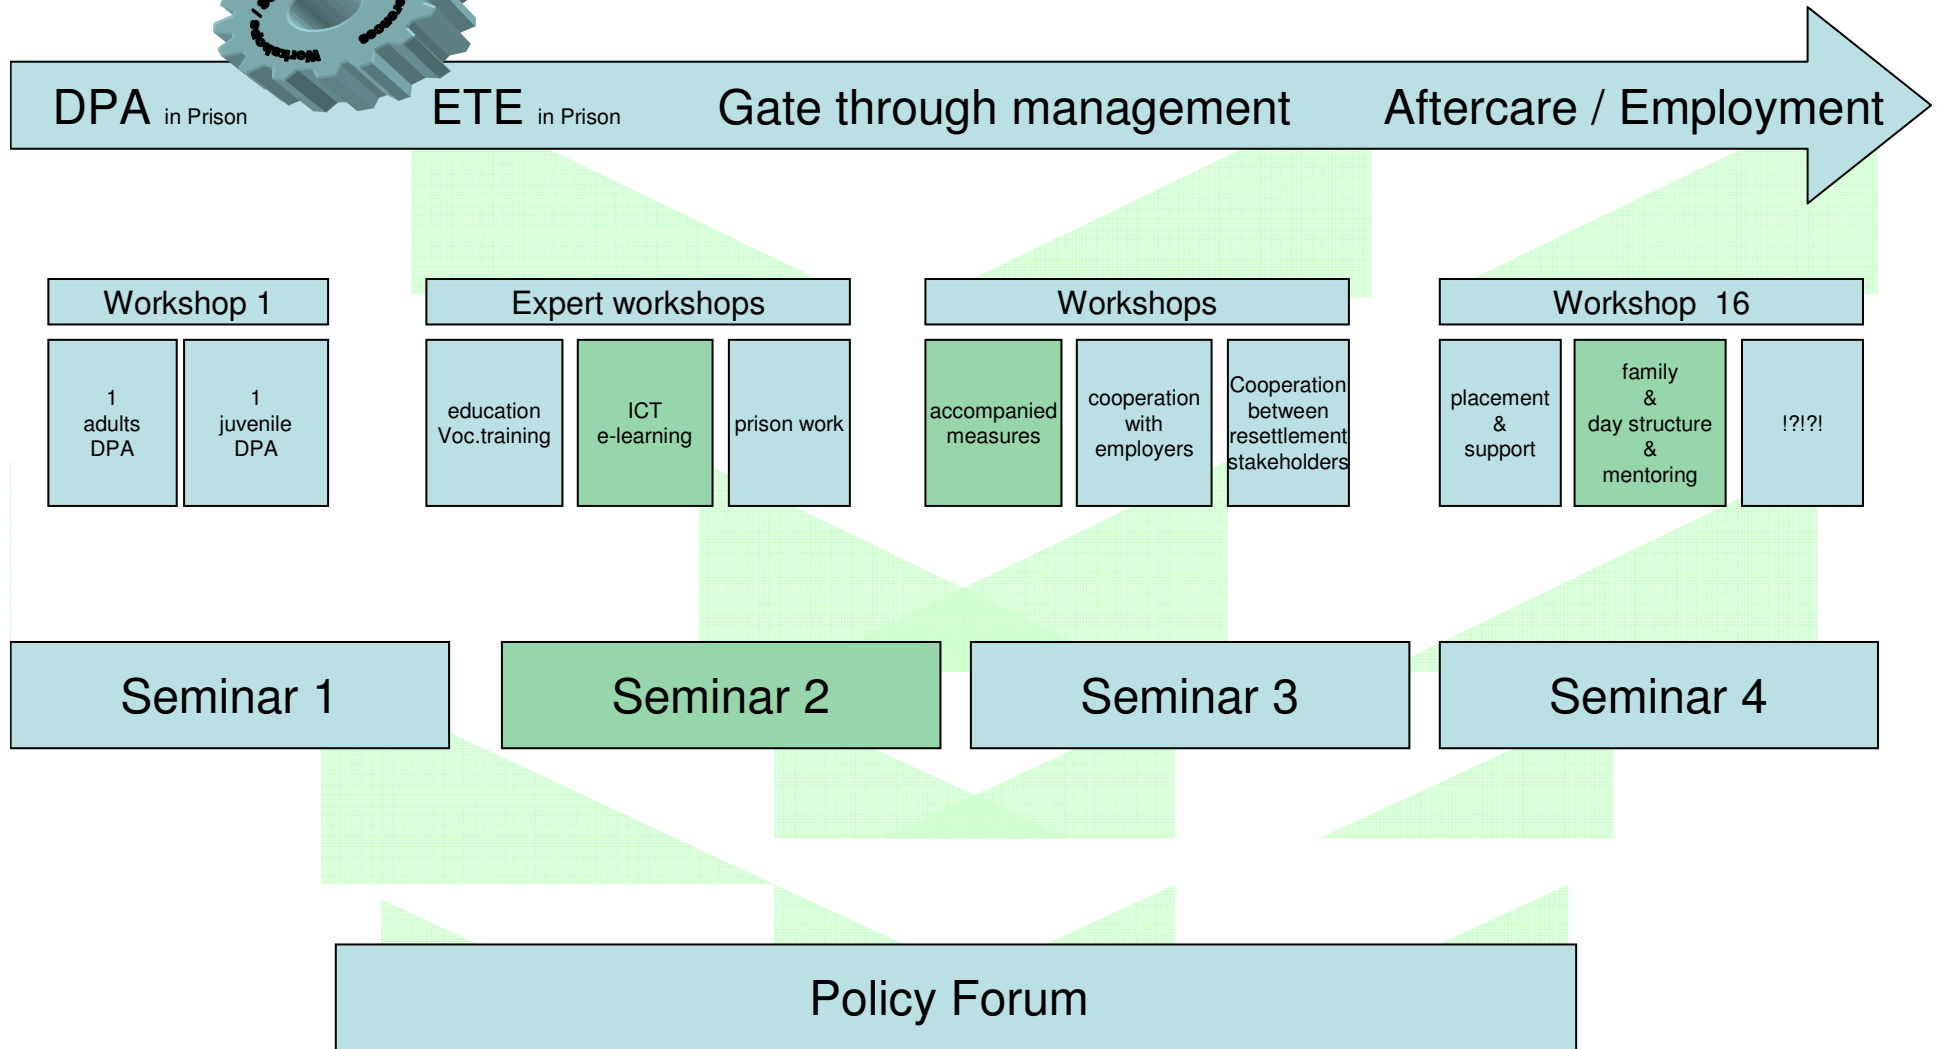 Workshops /
DPA in Prison
ETE in Prison
Gate through management
Aftercare / Employment
Workshop 1
Expert workshops
Workshops
Workshop 16
1
adults
DPA
1
juvenile
DPA
education
Voc.training
ICT
e-learning
prison work
accompanied
measures
cooperation
with
employers
Cooperation
between
resettlement
stakeholders
placement
&
support
family
&
day structure
&
mentoring
!?!?!
Seminar 1
Seminar 2
Seminar 3
Seminar 4
Policy Forum